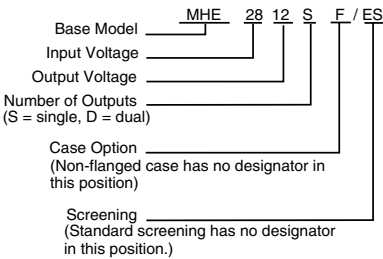 MHE 28 12 S F / ES
Base Model
Input Voltage
Output Voltage
Number of Outputs
(S = single, D = dual)
Case Option
(Non-flanged case has no designator in
this position)
Screening
(Standard screening has no designator
in this position.)